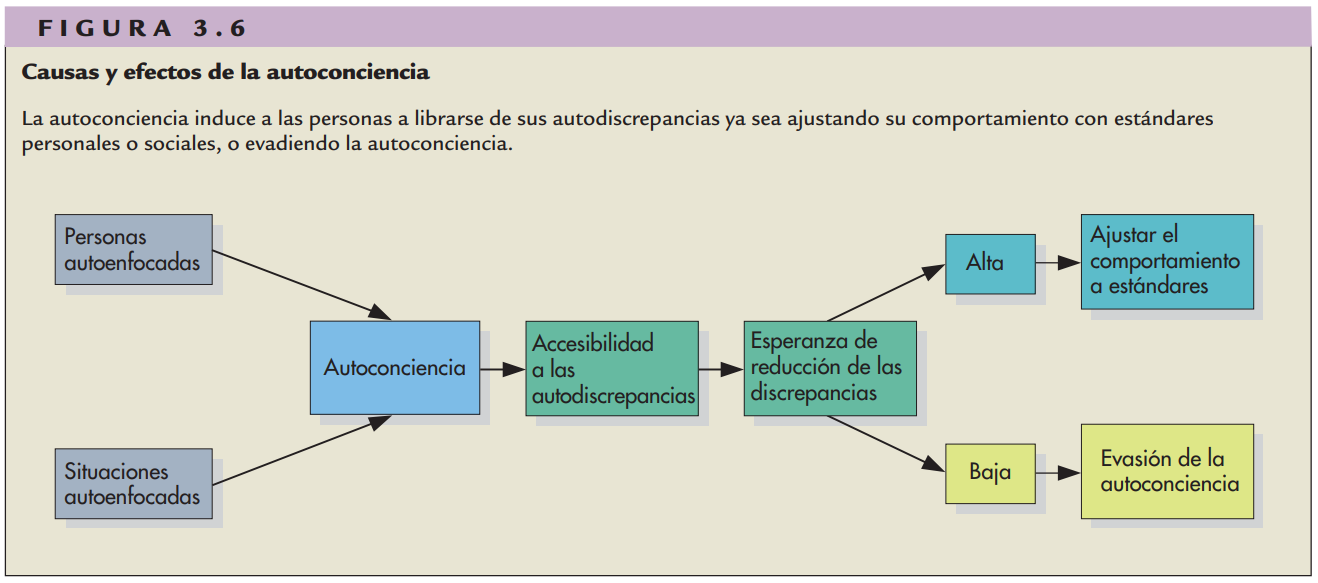 FIGURA 3.6
Causas y efectos de la autoconciencia
La autoconciencia induce a las personas a librarse de sus autodiscrepancias ya sea ajustando su comportamiento con estándares
personales o sociales, o evadiendo la autoconciencia.
Personas
autoenfocadas
Situaciones
autoenfocadas
Autoconciencia
Accesibilidad
a las
autodiscrepancias
Esperanza de
reducción de las
discrepancias
Alta
Ajustar el
comportamiento
a estándares
Baja
Evasión de la
autoconciencia